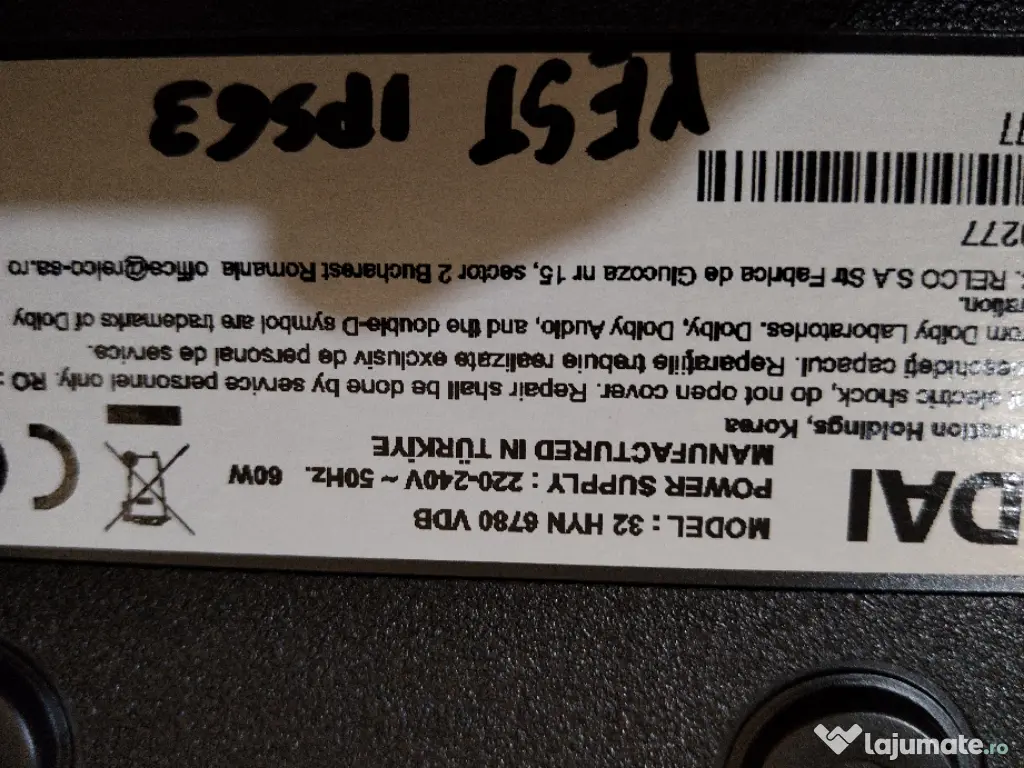 DAI
MODEL : 32 HYN 6780 VDB
POWER SUPPLY : 220-240V ~ 50Hz. 60W
MANUFACTURED IN TÜRKİYE
ration Holdings, Korea
electric shock, do not open cover. Repair shall be done by service personnel only. RO :
deschideți capacul. Reparațiile trebuie realizate exclusiv de personal de service.
from Dolby Laboratories. Dolby, Dolby Audio, and the double-D symbol are trademarks of Dolby
ration.
: RELCO S.A Str Fabrica de Glucoza nr 15, sector 2 Bucharest Romania office@relco-sa.ro
0277
YEST IPS63
lajumate.ro